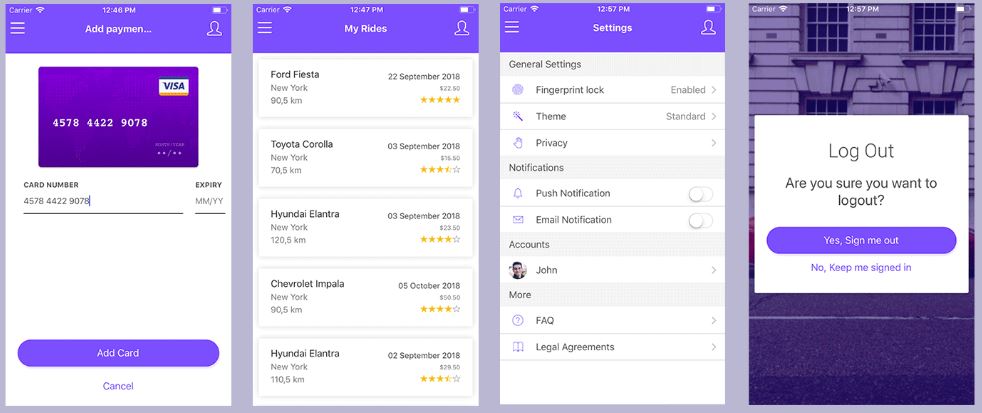 Carrier 12:46 PM
Add paymen...
VISA
4578 4422 9078
MONTH/YEAR
••/••
CARD NUMBER EXPIRY
4578 4422 9078 MM/YY
Add Card
Cancel
Carrier 12:47 PM
My Rides
Ford Fiesta 22 September 2018
New York $22.50
90,5 km
Toyota Corolla 03 September 2018
New York $16.50
70,5 km
Hyundai Elantra 03 September 2018
New York $23.50
120,5 km
Chevrolet Impala 05 October 2018
New York $50.50
90,5 km
Hyundai Elantra 02 September 2018
New York $29.50
110,5 km
Carrier 12:57 PM
Settings
General Settings
Fingerprint lock Enabled
Theme Standard
Privacy
Notifications
Push Notification
Email Notification
Accounts
John
More
FAQ
Legal Agreements
Carrier 12:57 PM
Log Out
Are you sure you want to
logout?
Yes, Sign me out
No, Keep me signed in